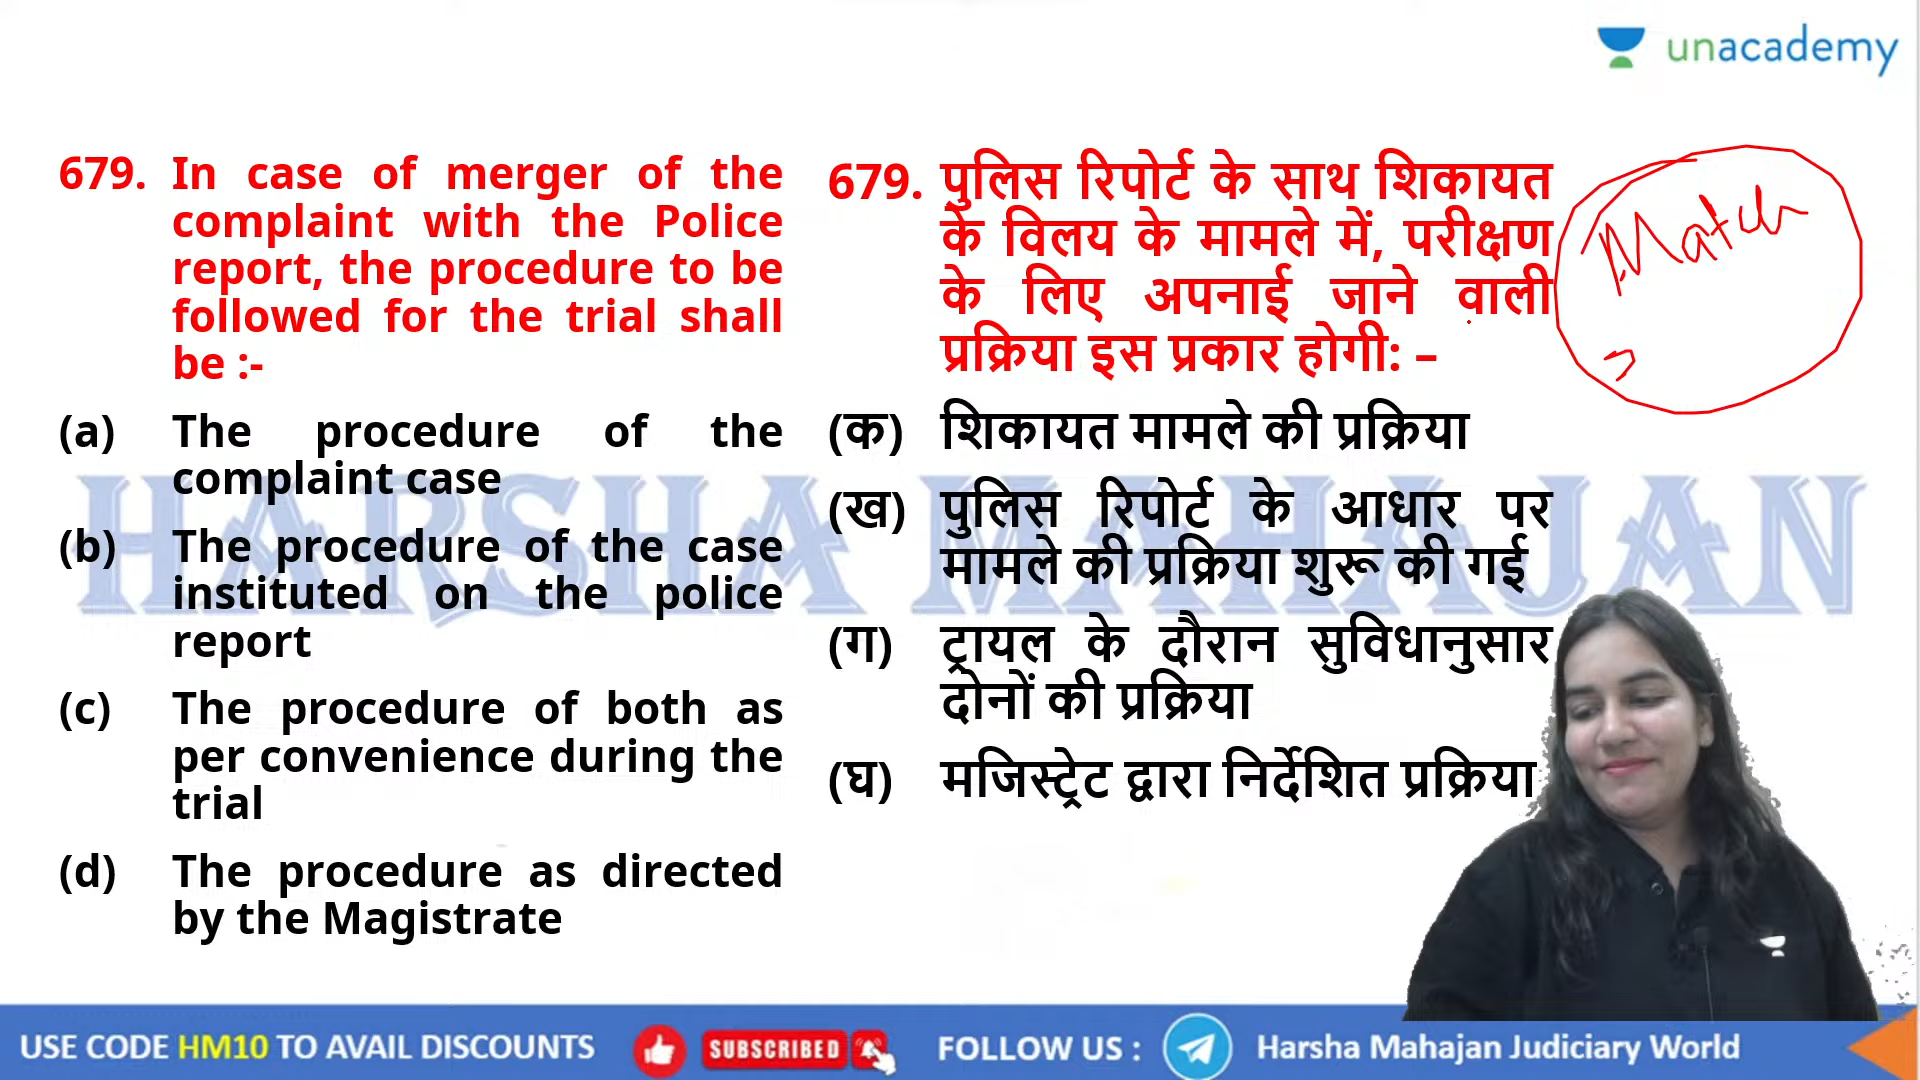 unacademy
679. In case of merger of the
complaint with the Police
report, the procedure to be
followed for the trial shall
be :-
(a) The procedure of the
complaint case
(b) The procedure of the case
instituted on the police
report
(c) The procedure of both as
per convenience during the
trial
(d) The procedure as directed
by the Magistrate
679. पुलिस रिपोर्ट के साथ शिकायत
के विलय के मामले में, परीक्षण
के लिए अपनाई जाने वाली
प्रक्रिया इस प्रकार होगी: –
(क) शिकायत मामले की प्रक्रिया
(ख) पुलिस रिपोर्ट के आधार पर
मामले की प्रक्रिया शुरू की गई
(ग) ट्रायल के दौरान सुविधानुसार
दोनों की प्रक्रिया
(घ) मजिस्ट्रेट द्वारा निर्देशित प्रक्रिया
Match
HARSHA MAHAJAN
USE CODE HM10 TO AVAIL DISCOUNTS
SUBSCRIBED
FOLLOW US :
Harsha Mahajan Judiciary World